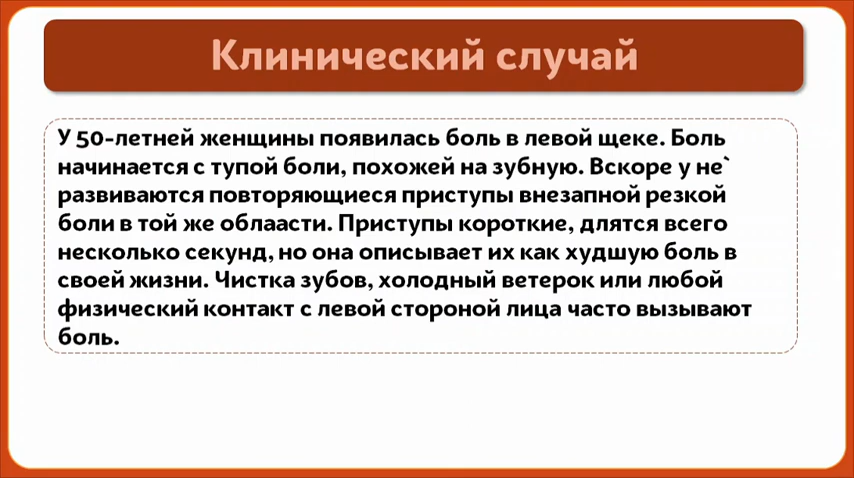 Клинический случай
У 50-летней женщины появилась боль в левой щеке. Боль
начинается с тупой боли, похожей на зубную. Вскоре у не`
развиваются повторяющиеся приступы внезапной резкой
боли в той же облаасти. Приступы короткие, длятся всего
несколько секунд, но она описывает их как худшую боль в
своей жизни. Чистка зубов, холодный ветерок или любой
физический контакт с левой стороной лица часто вызывают
боль.